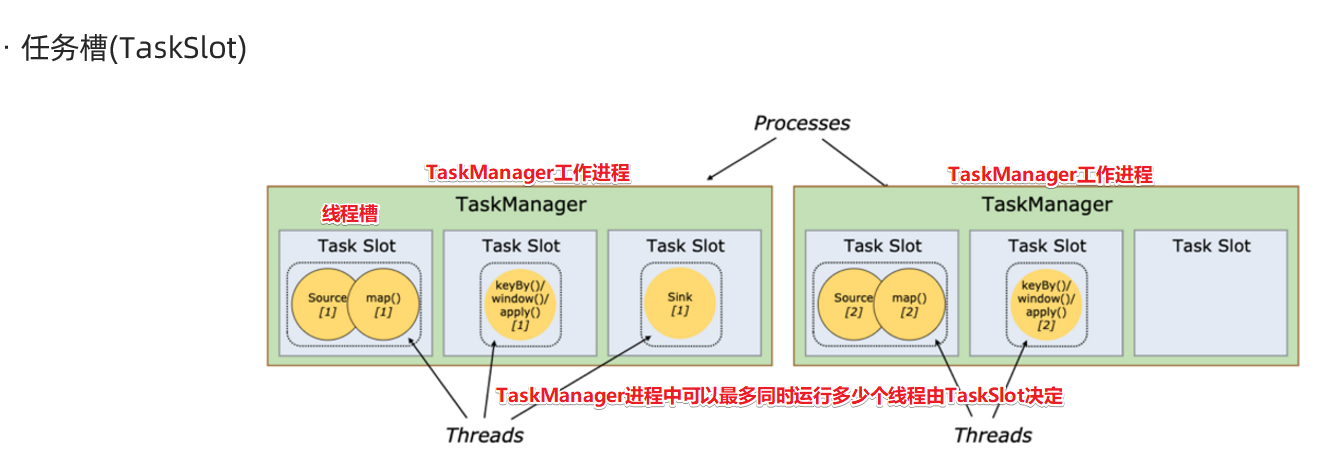 · 任务槽(TaskSlot)
Processes
TaskManager工作进程
TaskManager工作进程
TaskManager
TaskManager
线程槽
Task Slot
Task Slot
Task Slot
Task Slot
Task Slot
Task Slot
Source
[1]
map()
[1]
keyBy()/
window()/
apply()
[1]
Sink
[1]
Source
[2]
map()
[2]
keyBy()/
window()/
apply()
[2]
TaskManager进程中可以最多同时运行多少个线程由TaskSlot决定
Threads
Threads